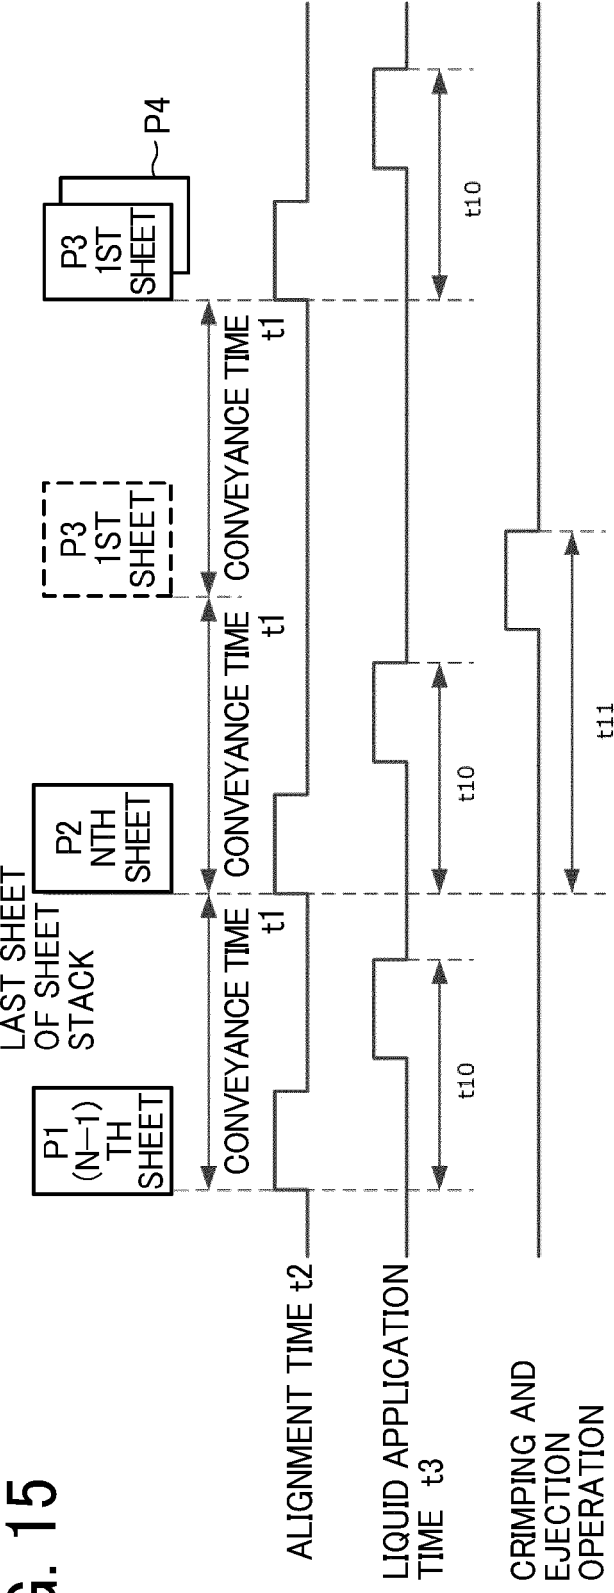 G. 15
LAST SHEET
OF SHEET
STACK
P1
(N−1)
TH
SHEET
P2
NTH
SHEET
P3
1ST
SHEET
P3
1ST
SHEET
P4
CONVEYANCE TIME
t1
CONVEYANCE TIME
t1
CONVEYANCE TIME
t1
ALIGNMENT TIME t2
LIQUID APPLICATION
TIME t3
t10
t10
t10
CRIMPING AND
EJECTION
OPERATION
t11